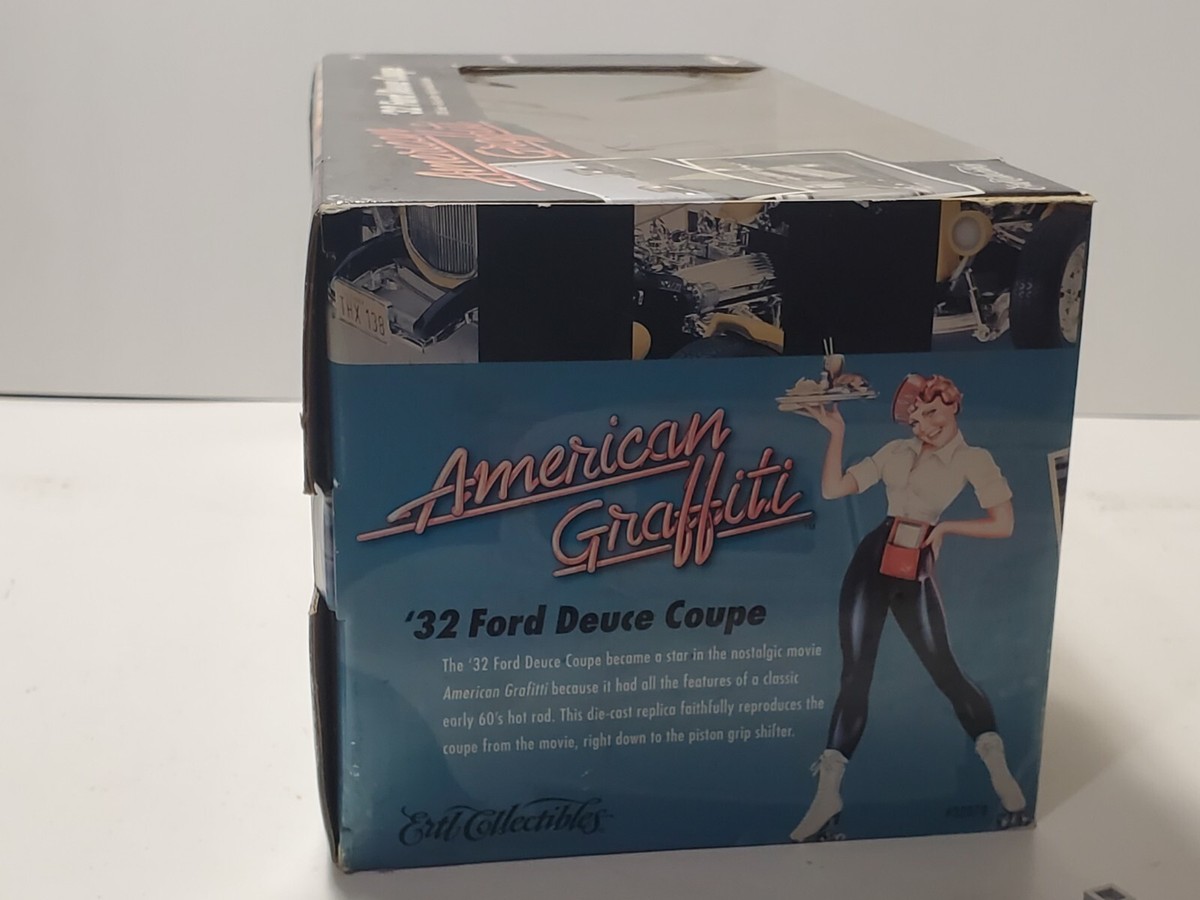 THX 138
American
Graffiti
'32 Ford Deuce Coupe
The '32 Ford Deuce Coupe became a star in the nostalgic movie
American Grafitti because it had all the features of a classic
early 60's hot rod. This die-cast replica faithfully reproduces the
coupe from the movie, right down to the piston grip shifter.
Ertl Collectibles